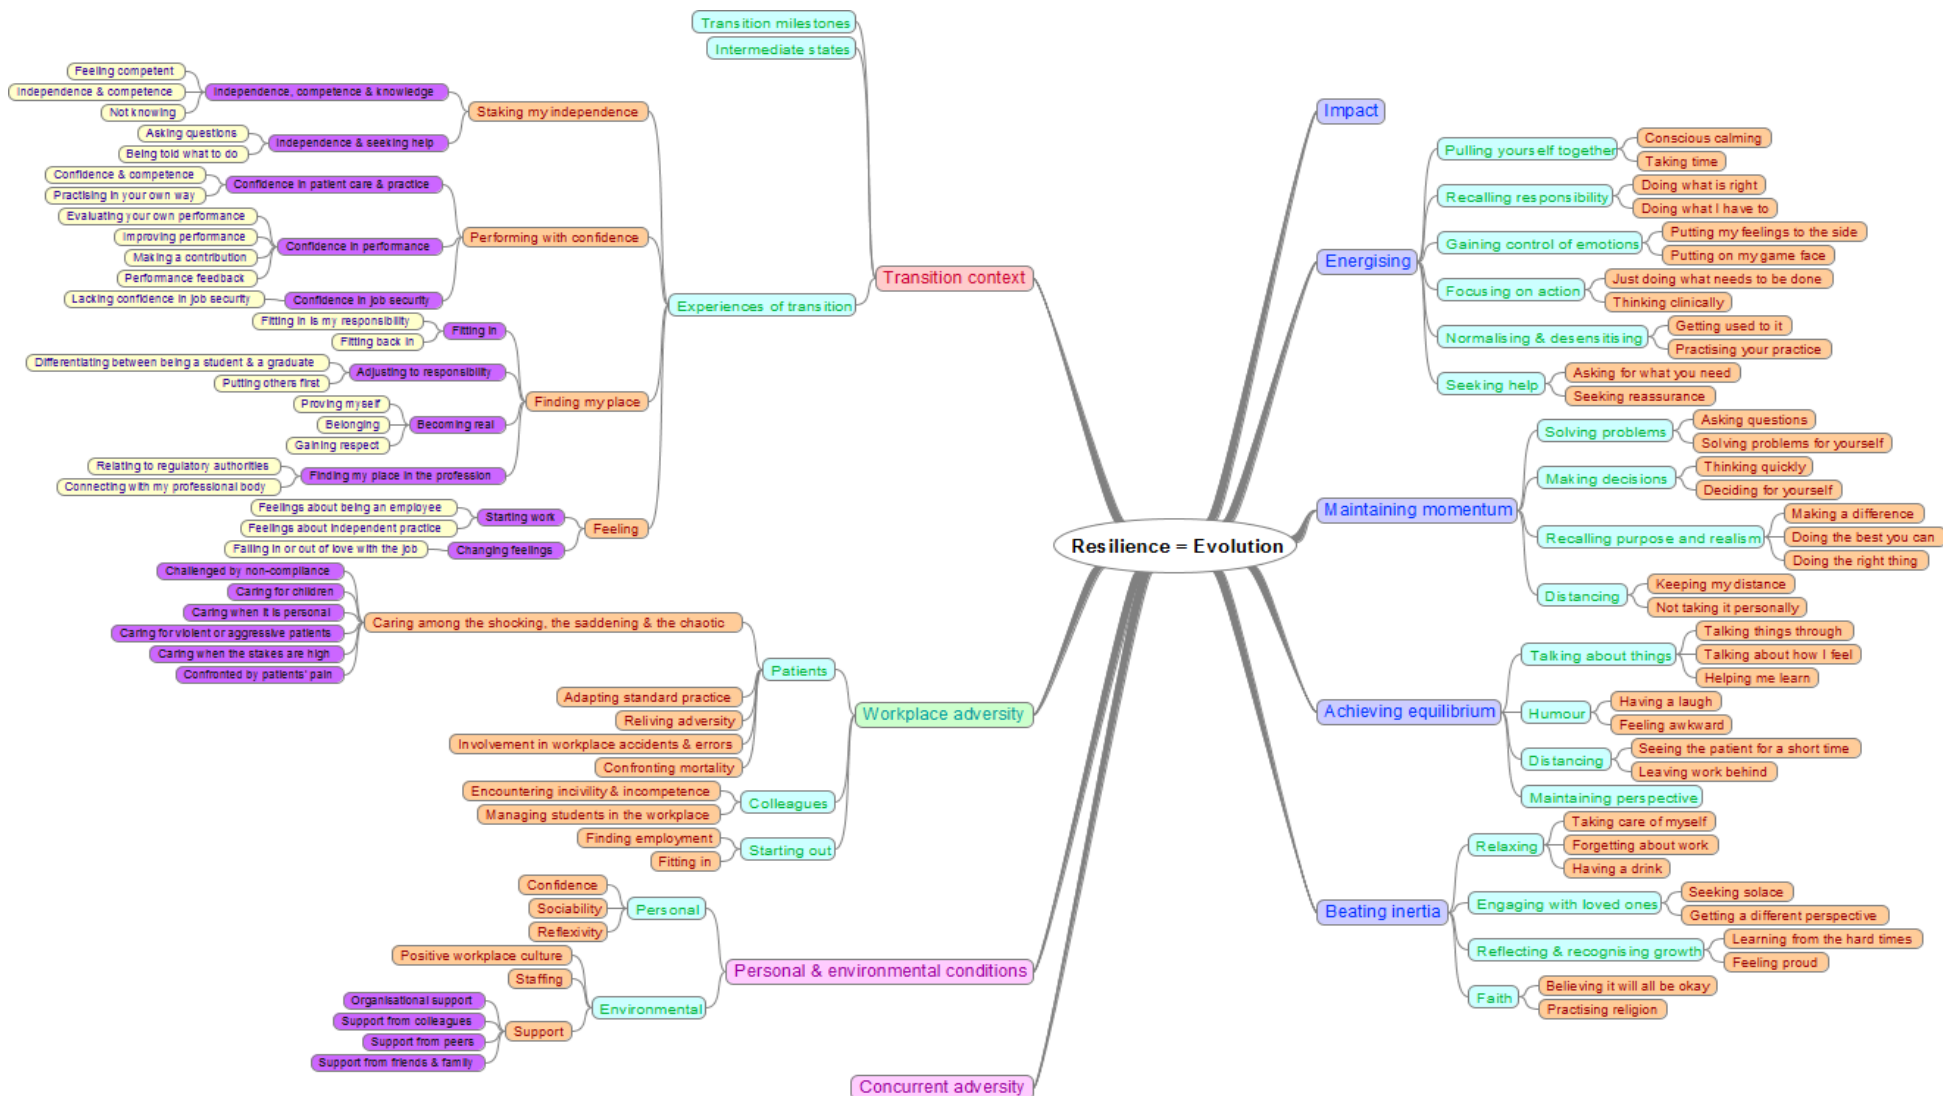 Transition milestones
Intermediate states
Feeling competent
Independence & competence
Not knowing
Independence, competence & knowledge
Asking questions
Being told what to do
Independence & seeking help
Staking my independence
Confidence & competence
Practising in your own way
Confidence in patient care & practice
Evaluating your own performance
Improving performance
Making a contribution
Performance feedback
Confidence in performance
Lacking confidence in job security
Confidence in job security
Performing with confidence
Fitting in is my responsibility
Fitting back in
Fitting in
Differentiating between being a student & a graduate
Putting others first
Adjusting to responsibility
Proving myself
Belonging
Gaining respect
Becoming real
Relating to regulatory authorities
Connecting with my professional body
Finding my place in the profession
Finding my place
Feelings about being an employee
Feelings about independent practice
Starting work
Falling in or out of love with the job
Changing feelings
Feeling
Experiences of transition
Transition context
Challenged by non-compliance
Caring for children
Caring when it is personal
Caring for violent or aggressive patients
Caring when the stakes are high
Confronted by patients' pain
Caring among the shocking, the saddening & the chaotic
Adapting standard practice
Reliving adversity
Involvement in workplace accidents & errors
Confronting mortality
Patients
Encountering incivility & incompetence
Managing students in the workplace
Colleagues
Finding employment
Fitting in
Starting out
Workplace adversity
Confidence
Sociability
Reflexivity
Personal
Positive workplace culture
Staffing
Organisational support
Support from colleagues
Support from peers
Support from friends & family
Support
Environmental
Personal & environmental conditions
Concurrent adversity
Resilience = Evolution
Impact
Energising
Pulling yourself together
Conscious calming
Taking time
Recalling responsibility
Doing what is right
Doing what I have to
Gaining control of emotions
Putting my feelings to the side
Putting on my game face
Focusing on action
Just doing what needs to be done
Thinking clinically
Normalising & desensitising
Getting used to it
Practising your practice
Seeking help
Asking for what you need
Seeking reassurance
Maintaining momentum
Solving problems
Asking questions
Solving problems for yourself
Making decisions
Thinking quickly
Deciding for yourself
Recalling purpose and realism
Making a difference
Doing the best you can
Doing the right thing
Distancing
Keeping my distance
Not taking it personally
Achieving equilibrium
Talking about things
Talking things through
Talking about how I feel
Helping me learn
Humour
Having a laugh
Feeling awkward
Distancing
Seeing the patient for a short time
Leaving work behind
Maintaining perspective
Beating inertia
Relaxing
Taking care of myself
Forgetting about work
Having a drink
Engaging with loved ones
Seeking solace
Getting a different perspective
Reflecting & recognising growth
Learning from the hard times
Feeling proud
Faith
Believing it will all be okay
Practising religion